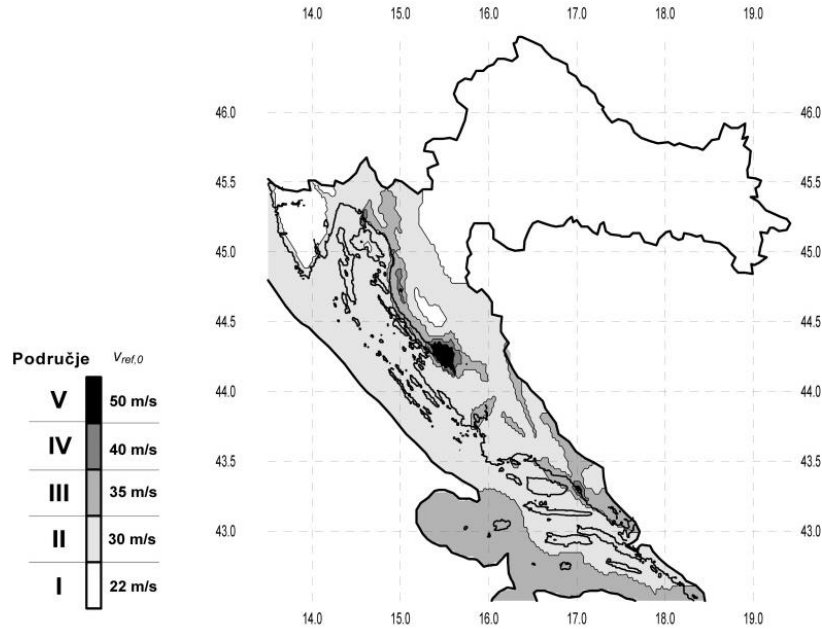 14.0 15.0 16.0 17.0 18.0 19.0
46.0 46.0
45.5 45.5
45.0 45.0
44.5 44.5
44.0 44.0
43.5 43.5
43.0 43.0
14.0 15.0 16.0 17.0 18.0 19.0
Područje vref,0
V 50 m/s
IV 40 m/s
III 35 m/s
II 30 m/s
I 22 m/s